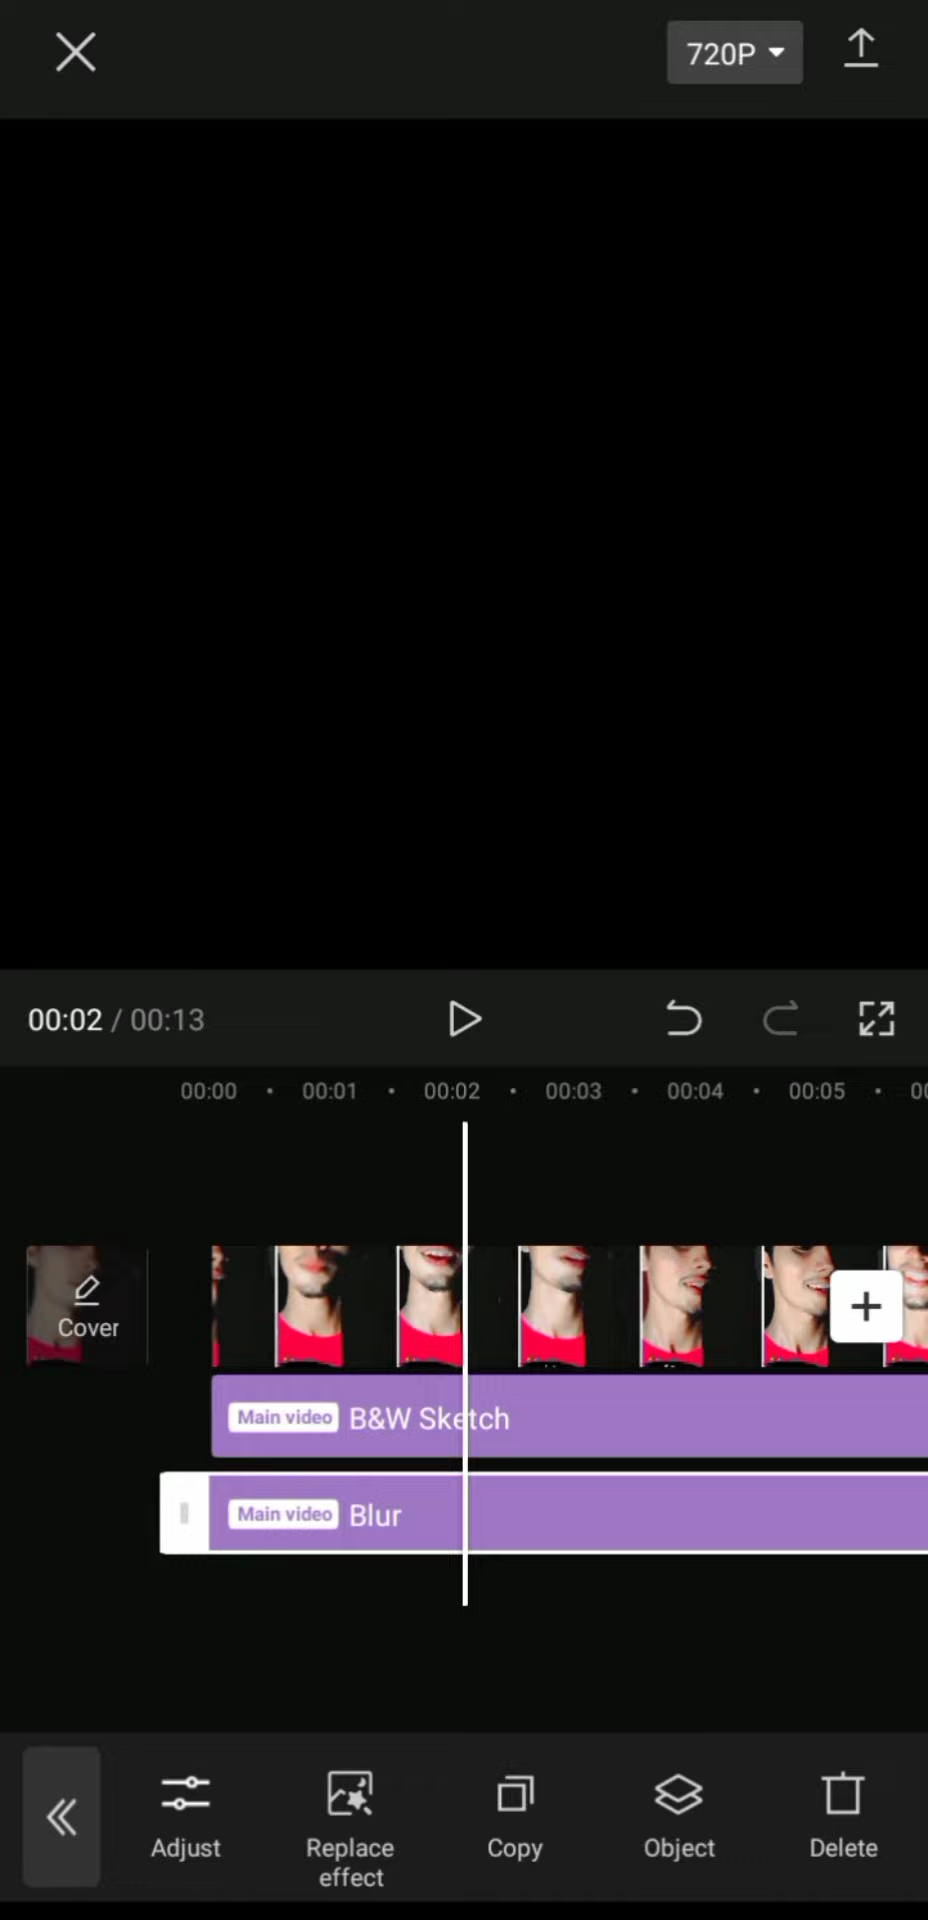 720P
00:02 / 00:13
00:00 00:01 00:02 00:03 00:04 00:05
Cover
Main video B&W Sketch
Main video Blur
Adjust Replace effect Copy Object Delete